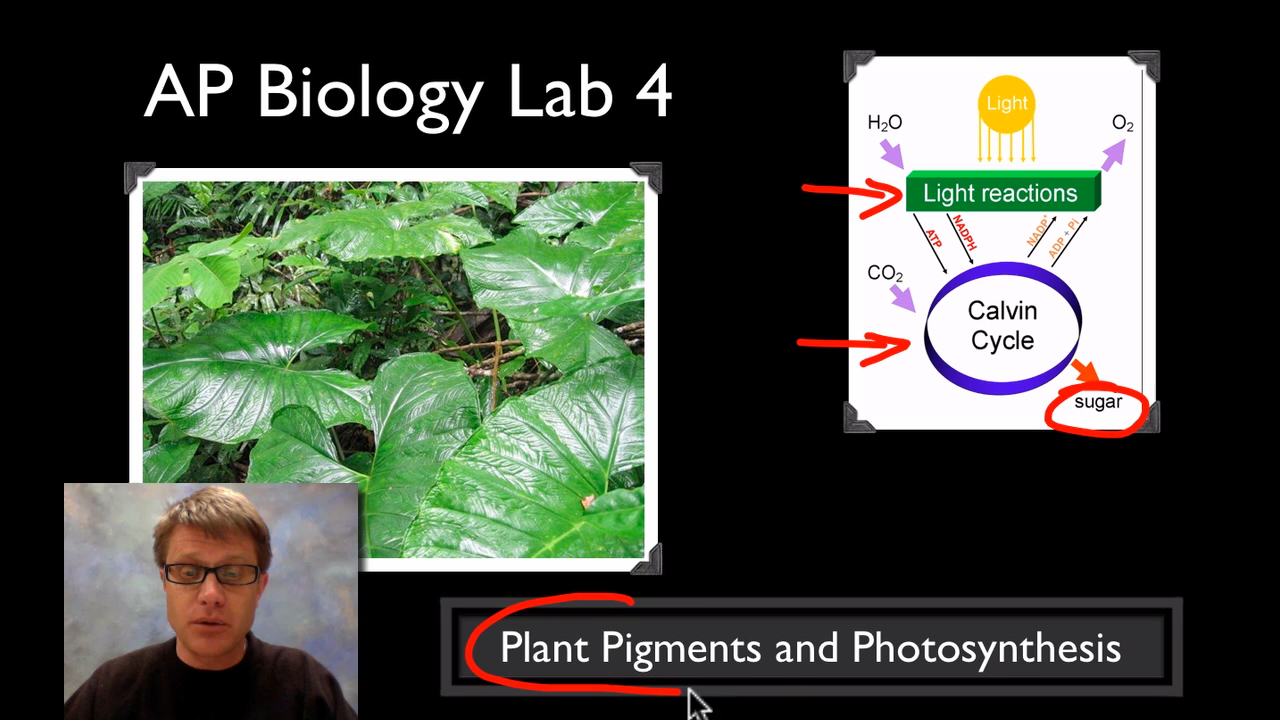 AP Biology Lab 4
Light
H₂O
O₂
Light reactions
ATP
NADPH
NADP⁺
ADP + Pi
CO₂
Calvin
Cycle
sugar
Plant Pigments and Photosynthesis